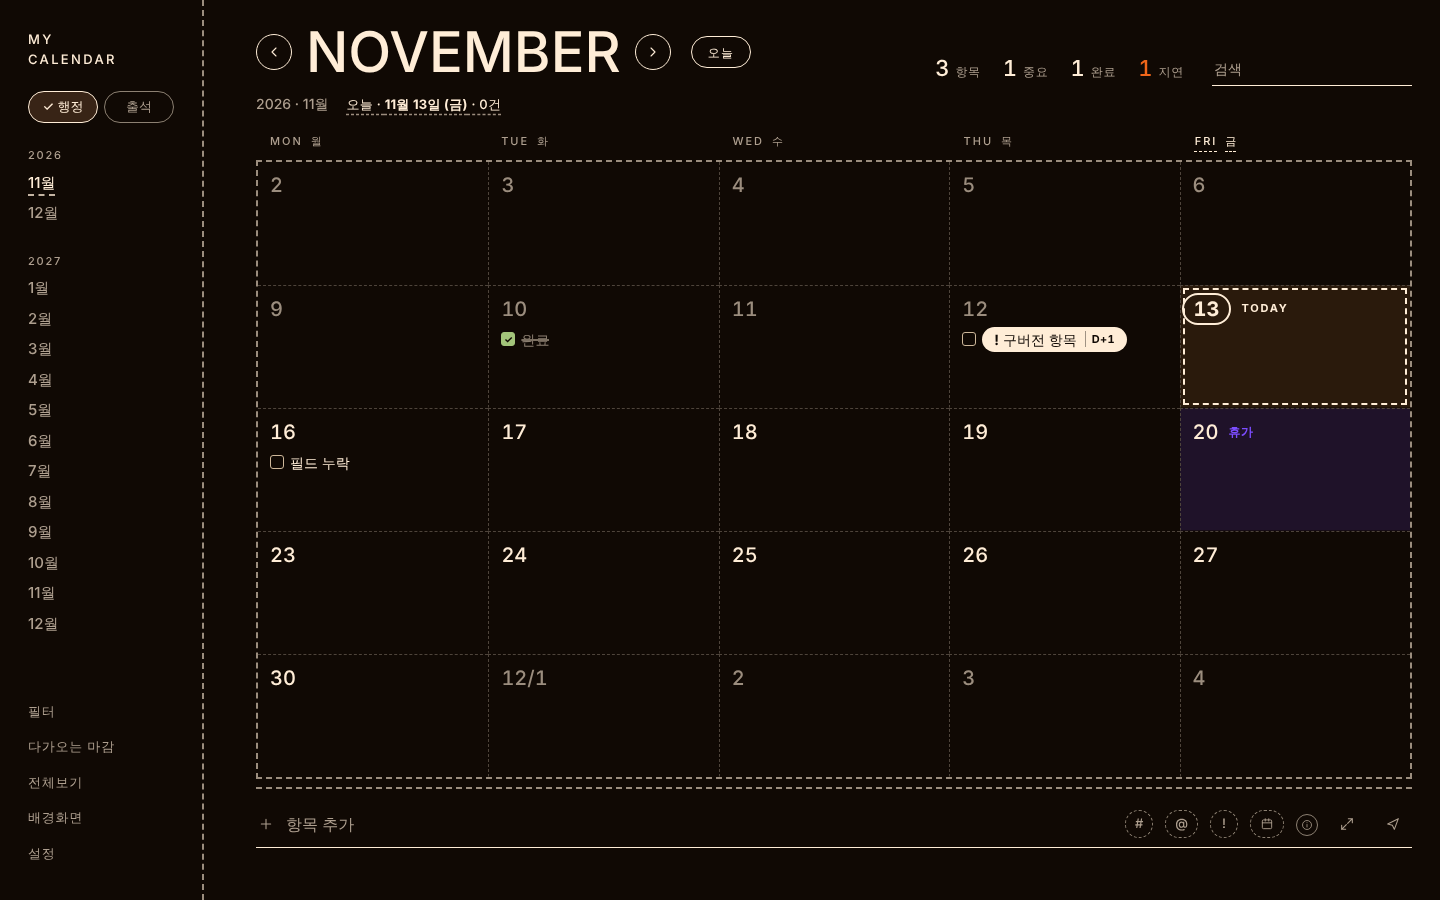 MY
CALENDAR
행정
출석
2026
11월
12월
2027
1월
2월
3월
4월
5월
6월
7월
8월
9월
10월
11월
12월
필터
다가오는 마감
전체보기
배경화면
설정
NOVEMBER
오늘
2026 · 11월
오늘 · 11월 13일 (금) · 0건
3 항목 1 중요 1 완료 1 지연
검색
MON 월 TUE 화 WED 수 THU 목 FRI 금
2 3 4 5 6
9 10 11 12 13 TODAY
완료
! 구버전 항목 D+1
16 17 18 19 20 휴가
필드 누락
23 24 25 26 27
30 12/1 2 3 4
+ 항목 추가
# @ !